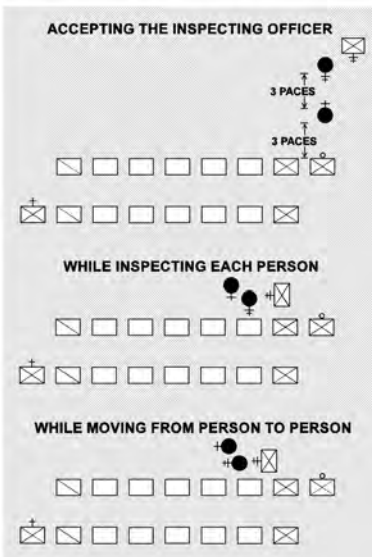 ACCEPTING THE INSPECTING OFFICER
3 PACES
3 PACES
WHILE INSPECTING EACH PERSON
WHILE MOVING FROM PERSON TO PERSON